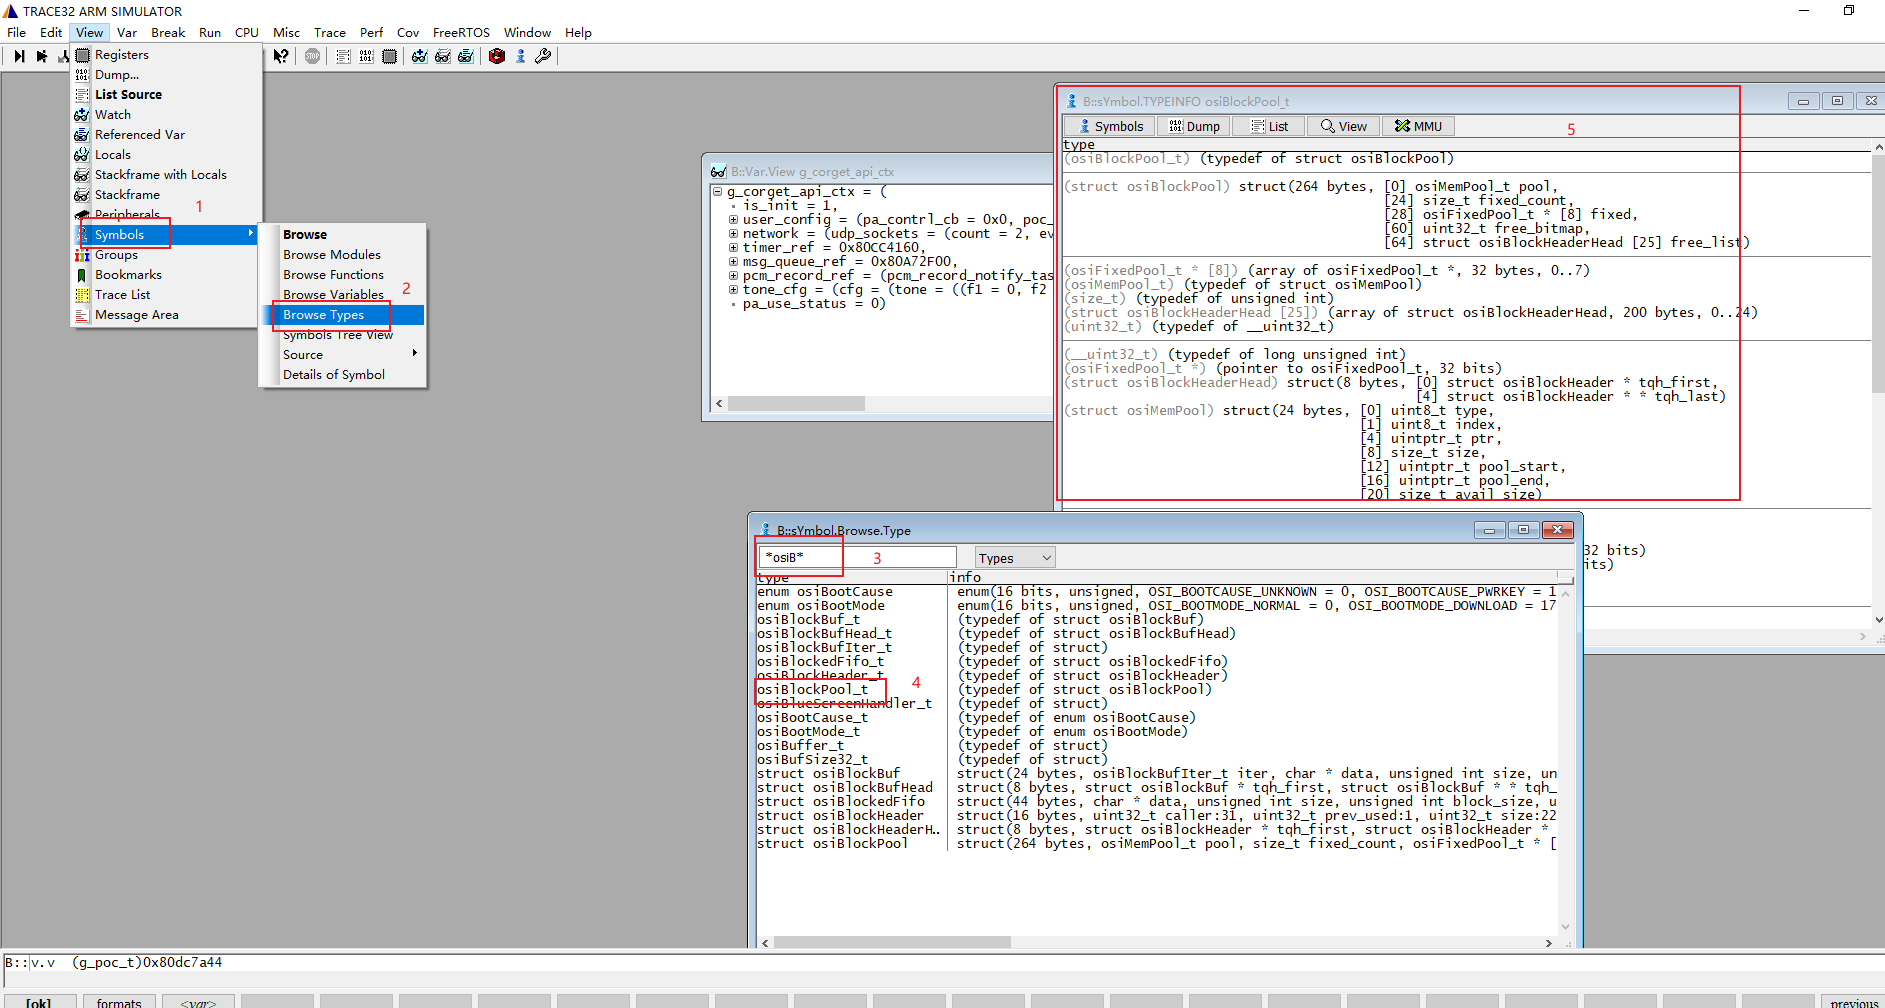 TRACE32 ARM SIMULATOR
File Edit View Var Break Run CPU Misc Trace Perf Cov FreeRTOS Window Help
Registers
Dump...
List Source
Watch
Referenced Var
Locals
Stackframe with Locals
Stackframe
Peripherals
1
Symbols
Groups
Bookmarks
Trace List
Message Area
Browse
Browse Modules
Browse Functions
Browse Variables
2
Browse Types
Symbols Tree View
Source
Details of Symbol
B::Var.View g_corget_api_ctx
g_corget_api_ctx = (
is_init = 1,
user_config = (pa_contrl_cb = 0x0, poc_
network = (udp_sockets = (count = 2, ev
timer_ref = 0x80CC4160,
msg_queue_ref = 0x80A72F00,
pcm_record_ref = (pcm_record_notify_tas
tone_cfg = (cfg = (tone = ((f1 = 0, f2
pa_use_status = 0)
B::sYmbol.TYPEINFO osiBlockPool_t
Symbols Dump List View MMU
5
type
(osiBlockPool_t) (typedef of struct osiBlockPool)
(struct osiBlockPool) struct(264 bytes, [0] osiMemPool_t pool,
[24] size_t fixed_count,
[28] osiFixedPool_t * [8] fixed,
[60] uint32_t free_bitmap,
[64] struct osiBlockHeaderHead [25] free_list)
(osiFixedPool_t * [8]) (array of osiFixedPool_t *, 32 bytes, 0..7)
(osiMemPool_t) (typedef of struct osiMemPool)
(size_t) (typedef of unsigned int)
(struct osiBlockHeaderHead [25]) (array of struct osiBlockHeaderHead, 200 bytes, 0..24)
(uint32_t) (typedef of __uint32_t)
(__uint32_t) (typedef of long unsigned int)
(osiFixedPool_t *) (pointer to osiFixedPool_t, 32 bits)
(struct osiBlockHeaderHead) struct(8 bytes, [0] struct osiBlockHeader * tqh_first,
[4] struct osiBlockHeader * * tqh_last)
(struct osiMemPool) struct(24 bytes, [0] uint8_t type,
[1] uint8_t index,
[4] uintptr_t ptr,
[8] size_t size,
[12] uintptr_t pool_start,
[16] uintptr_t pool_end,
[20] size_t avail_size)
32 bits)
its)
B::sYmbol.Browse.Type
*osiB*
3
Types
type info
enum osiBootCause enum(16 bits, unsigned, OSI_BOOTCAUSE_UNKNOWN = 0, OSI_BOOTCAUSE_PWRKEY = 1
enum osiBootMode enum(16 bits, unsigned, OSI_BOOTMODE_NORMAL = 0, OSI_BOOTMODE_DOWNLOAD = 17
osiBlockBuf_t (typedef of struct osiBlockBuf)
osiBlockBufHead_t (typedef of struct osiBlockBufHead)
osiBlockBufIter_t (typedef of struct)
osiBlockedFifo_t (typedef of struct osiBlockedFifo)
osiBlockHeader_t (typedef of struct osiBlockHeader)
osiBlockPool_t 4 (typedef of struct osiBlockPool)
osiBlueScreenHandler_t (typedef of struct)
osiBootCause_t (typedef of enum osiBootCause)
osiBootMode_t (typedef of enum osiBootMode)
osiBuffer_t (typedef of struct)
osiBufSize32_t (typedef of struct)
struct osiBlockBuf struct(24 bytes, osiBlockBufIter_t iter, char * data, unsigned int size, un
struct osiBlockBufHead struct(8 bytes, struct osiBlockBuf * tqh_first, struct osiBlockBuf * * tqh_
struct osiBlockedFifo struct(44 bytes, char * data, unsigned int size, unsigned int block_size, u
struct osiBlockHeader struct(16 bytes, uint32_t caller:31, uint32_t prev_used:1, uint32_t size:22
struct osiBlockHeaderH.. struct(8 bytes, struct osiBlockHeader * tqh_first, struct osiBlockHeader *
struct osiBlockPool struct(264 bytes, osiMemPool_t pool, size_t fixed_count, osiFixedPool_t * [
B::v.v (g_poc_t)0x80dc7a44
[ok] formats <var> previous